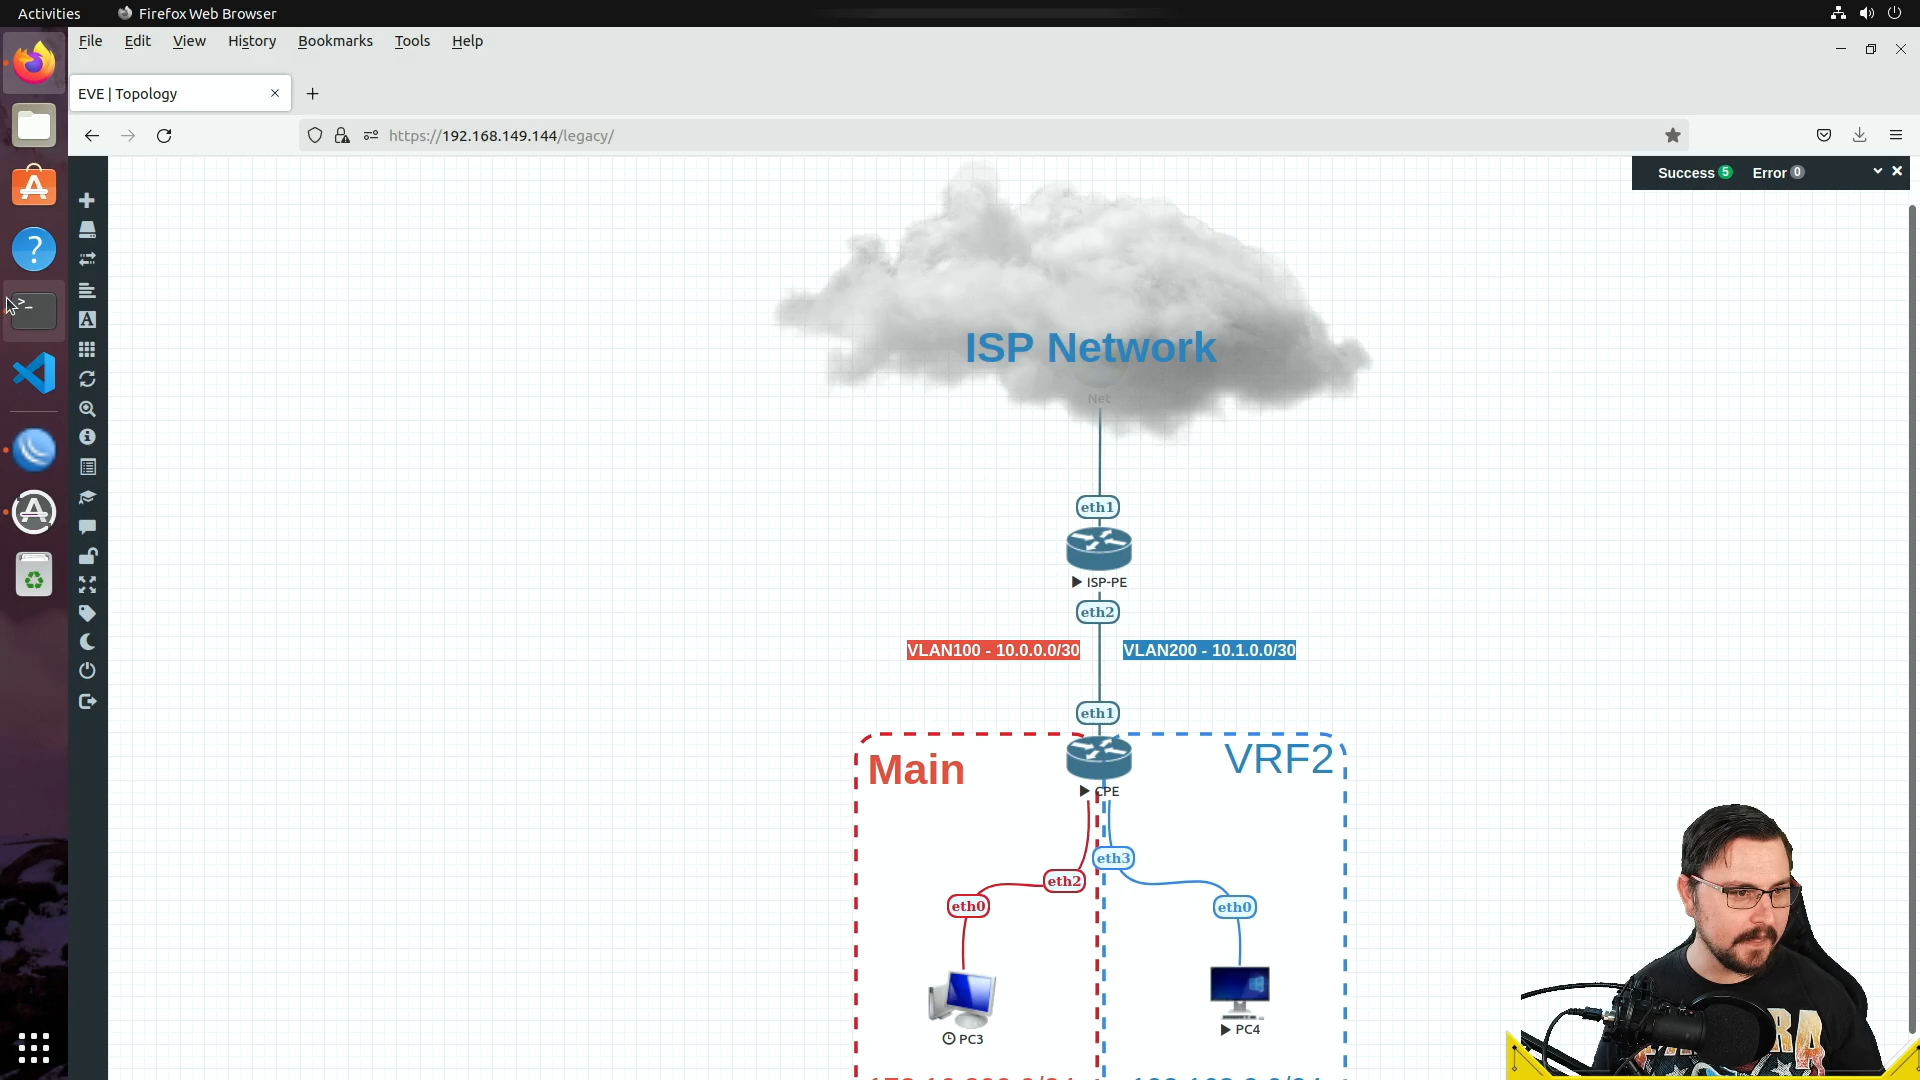 Activities
Firefox Web Browser
File Edit View History Bookmarks Tools Help
EVE | Topology
https://192.168.149.144/legacy/
Success 5 Error 0
ISP Network
Net
eth1
ISP-PE
eth2
VLAN100 - 10.0.0.0/30
VLAN200 - 10.1.0.0/30
eth1
Main
VRF2
CPE
eth3
eth2
eth0
eth0
PC3
PC4